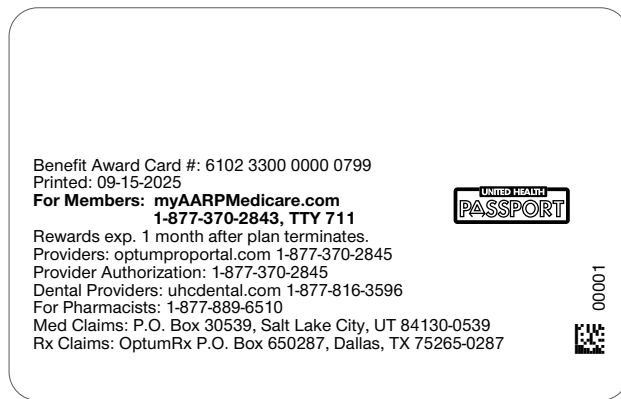 Benefit Award Card #: 6102 3300 0000 0799
Printed: 09-15-2025
For Members: myAARPMedicare.com
1-877-370-2843, TTY 711
Rewards exp. 1 month after plan terminates.
Providers: optumproportal.com 1-877-370-2845
Provider Authorization: 1-877-370-2845
Dental Providers: uhcdental.com 1-877-816-3596
For Pharmacists: 1-877-889-6510
Med Claims: P.O. Box 30539, Salt Lake City, UT 84130-0539
Rx Claims: OptumRx P.O. Box 650287, Dallas, TX 75265-0287
UNITED HEALTH
PASSPORT
00001